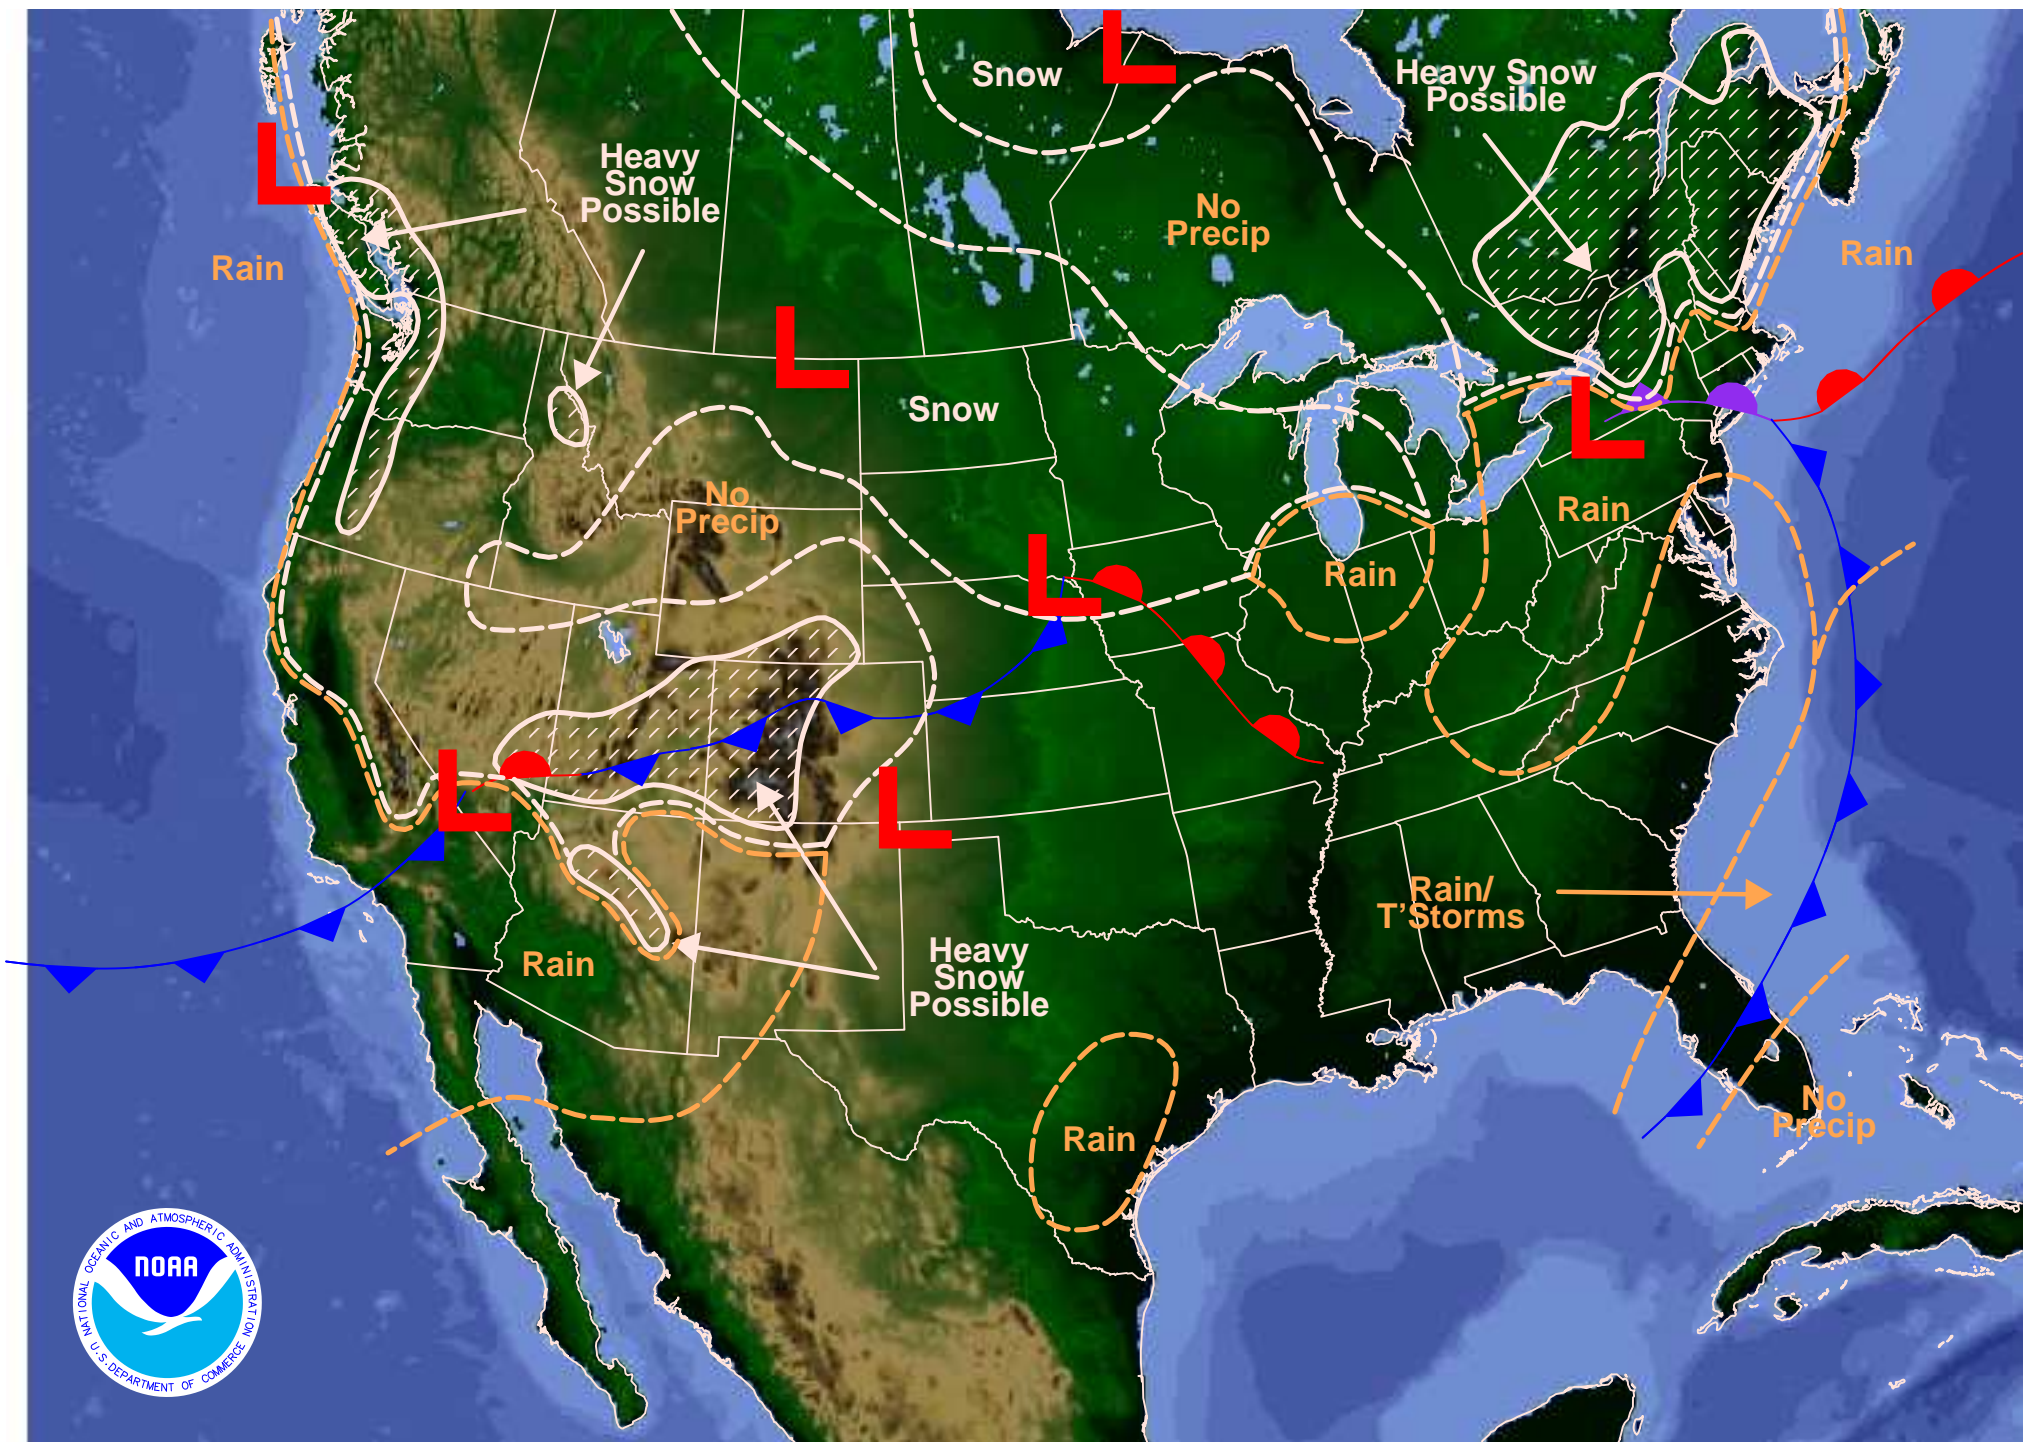 L
Snow
Heavy Snow
Possible
L
Heavy
Snow
Possible
No
Precip
Rain
Rain
L
Snow
L
No
Precip
Rain
L
Rain
L
L
Rain/
T'Storms
Rain
Heavy
Snow
Possible
Rain
No
Precip
NATIONAL OCEANIC AND ATMOSPHERIC ADMINISTRATION
NOAA
U.S. DEPARTMENT OF COMMERCE